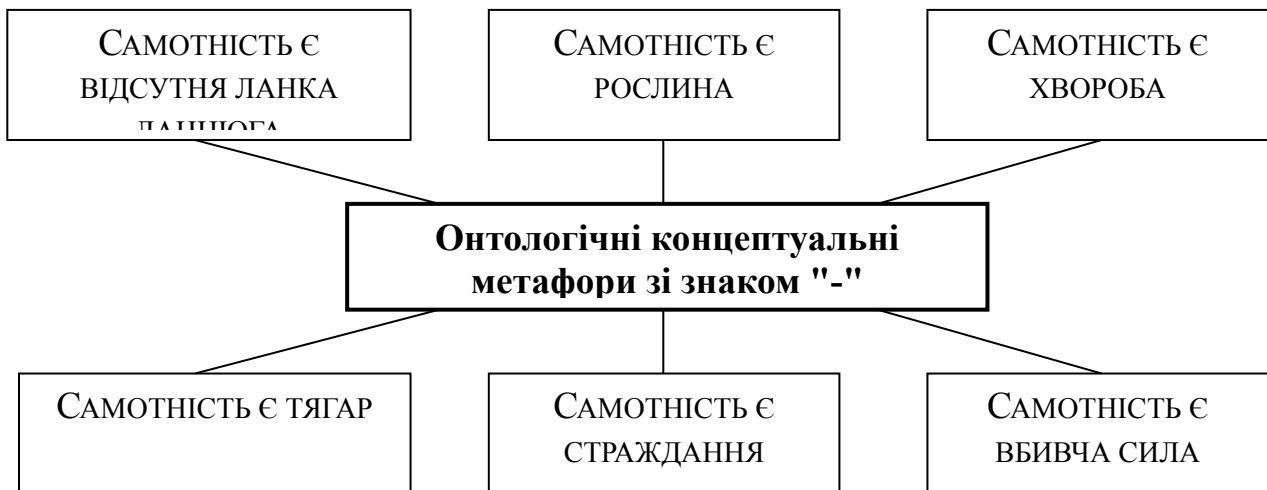 САМОТНІСТЬ Є
ВІДСУТНЯ ЛАНКА
ЛАНЦЮГА
САМОТНІСТЬ Є
РОСЛИНА
САМОТНІСТЬ Є
ХВОРОБА
Онтологічні концептуальні
метафори зі знаком "-"
САМОТНІСТЬ Є ТЯГАР
САМОТНІСТЬ Є
СТРАЖДАННЯ
САМОТНІСТЬ Є
ВБИВЧА СИЛА